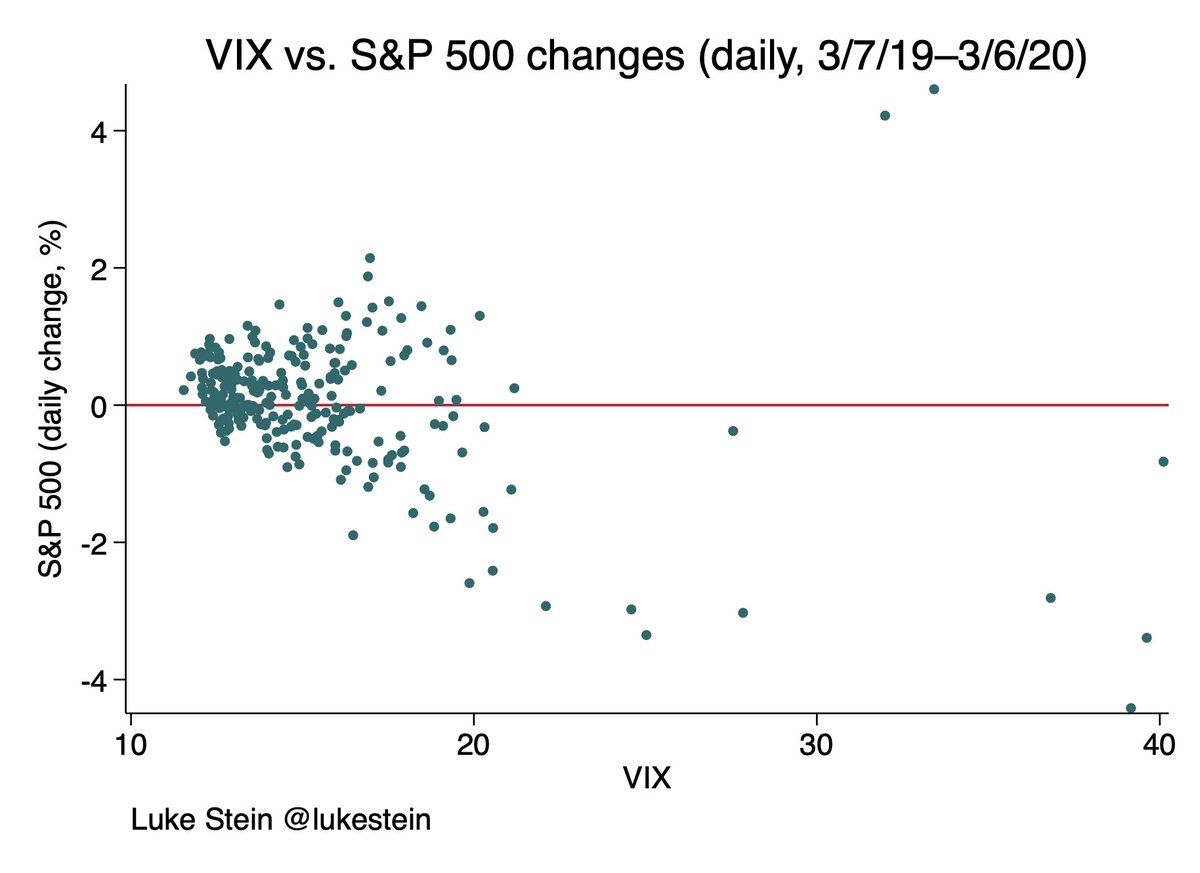 VIX vs. S&P 500 changes (daily, 3/7/19–3/6/20)
S&P 500 (daily change, %)
4
2
0
-2
-4
10 20 30 40
VIX
Luke Stein @lukestein